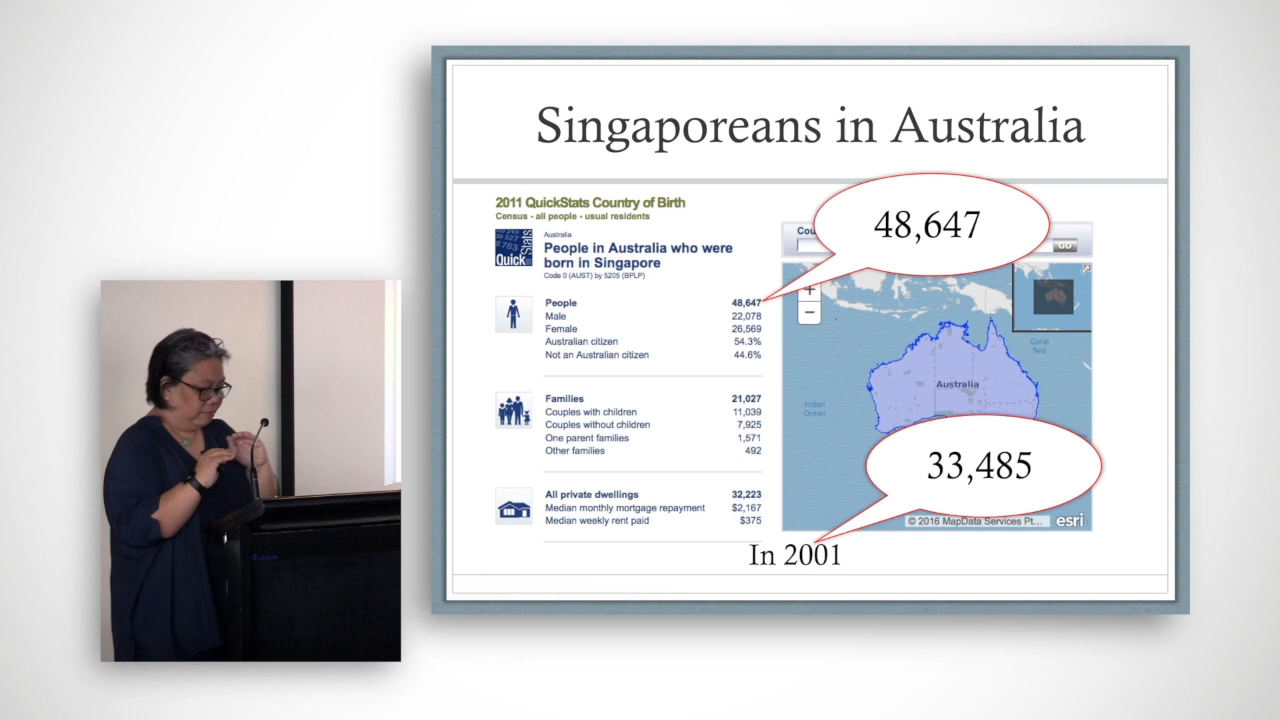 Singaporeans in Australia
2011 QuickStats Country of Birth
Census - all people - usual residents
Quick
Stats
Australia
People in Australia who were
born in Singapore
Code 0 (AUST) by 5205 (BPLP)
People 48,647
Male 22,078
Female 26,569
Australian citizen 54.3%
Not an Australian citizen 44.6%
Families 21,027
Couples with children 11,039
Couples without children 7,925
One parent families 1,571
Other families 492
All private dwellings 32,223
Median monthly mortgage repayment $2,167
Median weekly rent paid $375
48,647
GO
+
−
Coral
Sea
Australia
Indian
Ocean
33,485
© 2016 MapData Services Pt...
esri
In 2001